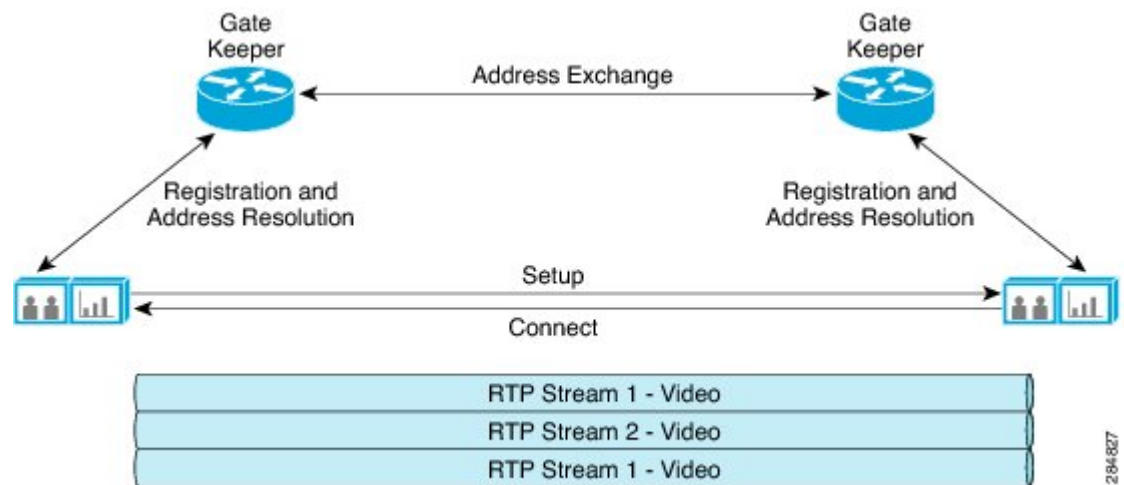 Gate
Keeper
Gate
Keeper
Address Exchange
Registration and
Address Resolution
Registration and
Address Resolution
Setup
Connect
RTP Stream 1 - Video
RTP Stream 2 - Video
RTP Stream 1 - Video
284827